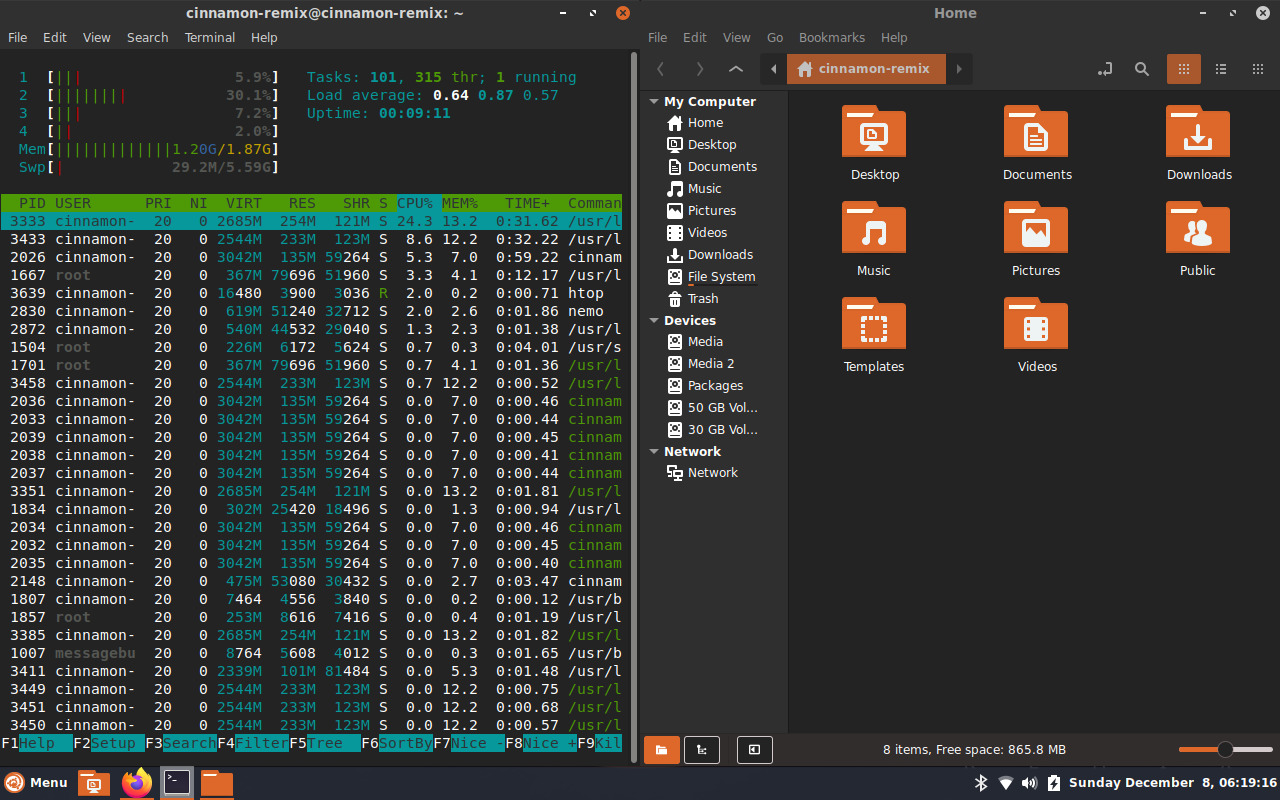 cinnamon-remix@cinnamon-remix: ~
File Edit View Search Terminal Help
1 [||| 5.9%] Tasks: 101, 315 thr; 1 running
2 [|||||||| 30.1%] Load average: 0.64 0.87 0.57
3 [||| 7.2%] Uptime: 00:09:11
4 [|| 2.0%]
Mem[|||||||||||||1.20G/1.87G]
Swp[| 29.2M/5.59G]
PID USER PRI NI VIRT RES SHR S CPU% MEM% TIME+ Comman
3333 cinnamon- 20 0 2685M 254M 121M S 24.3 13.2 0:31.62 /usr/l
3433 cinnamon- 20 0 2544M 233M 123M S 8.6 12.2 0:32.22 /usr/l
2026 cinnamon- 20 0 3042M 135M 59264 S 5.3 7.0 0:59.22 cinnam
1667 root 20 0 367M 79696 51960 S 3.3 4.1 0:12.17 /usr/l
3639 cinnamon- 20 0 16480 3900 3036 R 2.0 0.2 0:00.71 htop
2830 cinnamon- 20 0 619M 51240 32712 S 2.0 2.6 0:01.86 nemo
2872 cinnamon- 20 0 540M 44532 29040 S 1.3 2.3 0:01.38 /usr/l
1504 root 20 0 226M 6172 5624 S 0.7 0.3 0:04.01 /usr/s
1701 root 20 0 367M 79696 51960 S 0.7 4.1 0:01.36 /usr/l
3458 cinnamon- 20 0 2544M 233M 123M S 0.7 12.2 0:00.52 /usr/l
2036 cinnamon- 20 0 3042M 135M 59264 S 0.0 7.0 0:00.46 cinnam
2033 cinnamon- 20 0 3042M 135M 59264 S 0.0 7.0 0:00.44 cinnam
2039 cinnamon- 20 0 3042M 135M 59264 S 0.0 7.0 0:00.45 cinnam
2038 cinnamon- 20 0 3042M 135M 59264 S 0.0 7.0 0:00.41 cinnam
2037 cinnamon- 20 0 3042M 135M 59264 S 0.0 7.0 0:00.44 cinnam
3351 cinnamon- 20 0 2685M 254M 121M S 0.0 13.2 0:01.81 /usr/l
1834 cinnamon- 20 0 302M 25420 18496 S 0.0 1.3 0:00.94 /usr/l
2034 cinnamon- 20 0 3042M 135M 59264 S 0.0 7.0 0:00.46 cinnam
2032 cinnamon- 20 0 3042M 135M 59264 S 0.0 7.0 0:00.45 cinnam
2035 cinnamon- 20 0 3042M 135M 59264 S 0.0 7.0 0:00.40 cinnam
2148 cinnamon- 20 0 475M 53080 30432 S 0.0 2.7 0:03.47 cinnam
1807 cinnamon- 20 0 7464 4556 3840 S 0.0 0.2 0:00.12 /usr/b
1857 root 20 0 253M 8616 7416 S 0.0 0.4 0:01.19 /usr/l
3385 cinnamon- 20 0 2685M 254M 121M S 0.0 13.2 0:01.82 /usr/l
1007 messagebu 20 0 8764 5608 4012 S 0.0 0.3 0:01.65 /usr/b
3411 cinnamon- 20 0 2339M 101M 81484 S 0.0 5.3 0:01.48 /usr/l
3449 cinnamon- 20 0 2544M 233M 123M S 0.0 12.2 0:00.75 /usr/l
3451 cinnamon- 20 0 2544M 233M 123M S 0.0 12.2 0:00.68 /usr/l
3450 cinnamon- 20 0 2544M 233M 123M S 0.0 12.2 0:00.57 /usr/l
F1Help F2Setup F3SearchF4FilterF5Tree F6SortByF7Nice -F8Nice +F9Kil
Home
File Edit View Go Bookmarks Help
cinnamon-remix
My Computer
Home
Desktop
Documents
Music
Pictures
Videos
Downloads
File System
Trash
Devices
Media
Media 2
Packages
50 GB Vol...
30 GB Vol...
Network
Network
Desktop Documents Downloads
Music Pictures Public
Templates Videos
8 items, Free space: 865.8 MB
Menu
Sunday December 8, 06:19:16